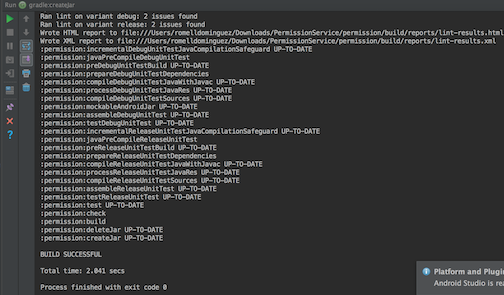 Run gradle:createjar
Ran lint on variant debug: 2 issues found
Ran lint on variant release: 2 issues found
Wrote HTML report to file:///Users/romelldominguez/Downloads/PermissionService/permission/build/reports/lint-results.html
Wrote XML report to file:///Users/romelldominguez/Downloads/PermissionService/permission/build/reports/lint-results.xml
:permission:incrementalDebugUnitTestJavaCompilationSafeguard UP-TO-DATE
:permission:javaPreCompileDebugUnitTest
:permission:preDebugUnitTestBuild UP-TO-DATE
:permission:prepareDebugUnitTestDependencies
:permission:compileDebugUnitTestJavaWithJavac UP-TO-DATE
:permission:processDebugUnitTestJavaRes UP-TO-DATE
:permission:compileDebugUnitTestSources UP-TO-DATE
:permission:mockableAndroidJar UP-TO-DATE
:permission:assembleDebugUnitTest UP-TO-DATE
:permission:testDebugUnitTest UP-TO-DATE
:permission:incrementalReleaseUnitTestJavaCompilationSafeguard UP-TO-DATE
:permission:javaPreCompileReleaseUnitTest
:permission:preReleaseUnitTestBuild UP-TO-DATE
:permission:prepareReleaseUnitTestDependencies
:permission:compileReleaseUnitTestJavaWithJavac UP-TO-DATE
:permission:processReleaseUnitTestJavaRes UP-TO-DATE
:permission:compileReleaseUnitTestSources UP-TO-DATE
:permission:assembleReleaseUnitTest UP-TO-DATE
:permission:testReleaseUnitTest UP-TO-DATE
:permission:test UP-TO-DATE
:permission:check
:permission:build
:permission:deleteJar UP-TO-DATE
:permission:createJar UP-TO-DATE
BUILD SUCCESSFUL
Total time: 2.041 secs
Process finished with exit code 0
Platform and Plugin
Android Studio is re